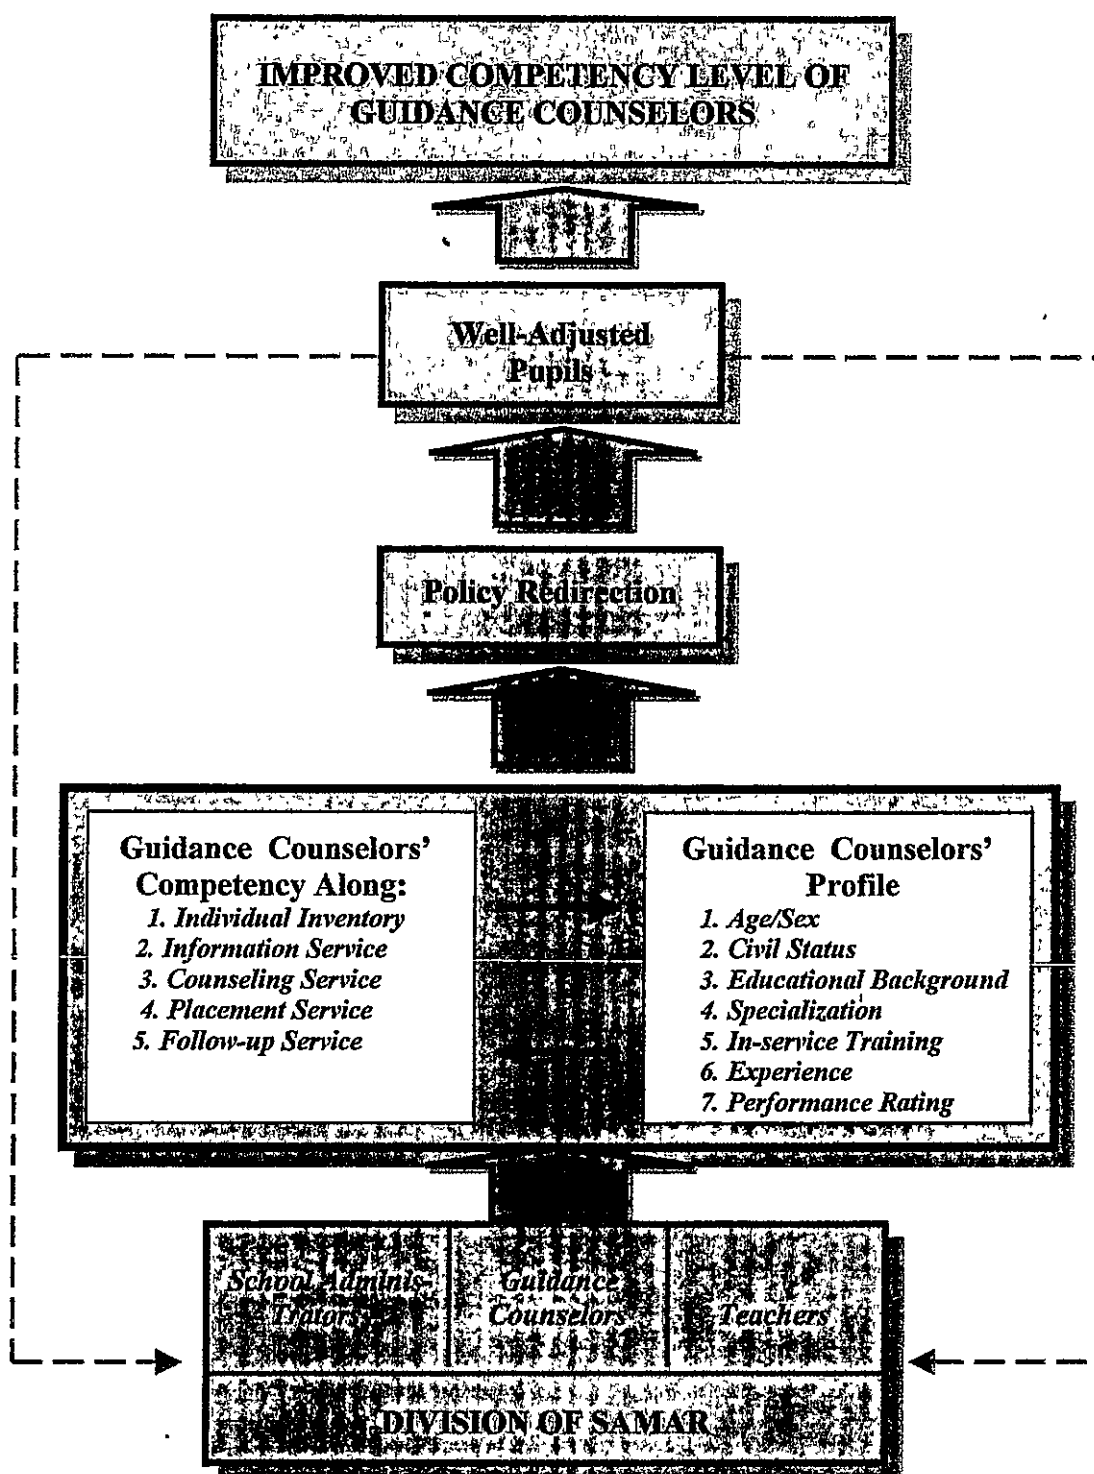 IMPROVED COMPETENCY LEVEL OF
GUIDANCE COUNSELORS
Well-Adjusted
Pupils
Policy Redirection
Guidance Counselors’
Competency Along:
1. Individual Inventory
2. Information Service
3. Counseling Service
4. Placement Service
5. Follow-up Service
Guidance Counselors’
Profile
1. Age/Sex
2. Civil Status
3. Educational Background
4. Specialization
5. In-service Training
6. Experience
7. Performance Rating
School Adminis-
Trators
Guidance
Counselors
Teachers
DIVISION OF SAMAR